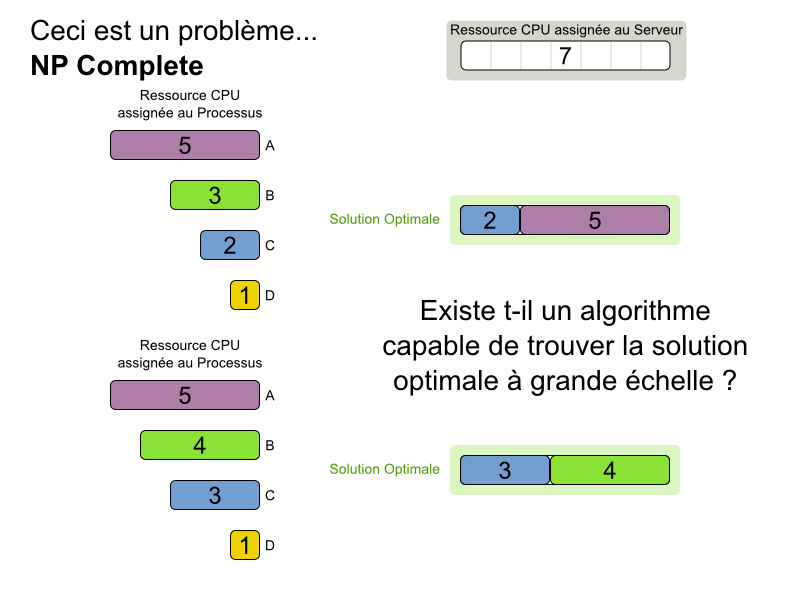 Ceci est un problème...
NP Complete
Ressource CPU assignée au Serveur
7
Ressource CPU
assignée au Processus
5 A
3 B
2 C
1 D
Solution Optimale
2 5
Existe t-il un algorithme
capable de trouver la solution
optimale à grande échelle ?
Ressource CPU
assignée au Processus
5 A
4 B
3 C
1 D
Solution Optimale
3 4